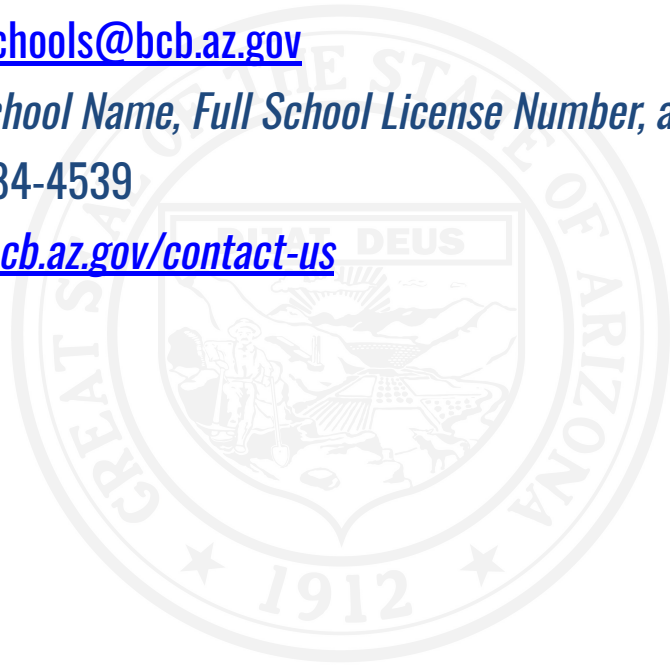 chools@bcb.az.gov
chool Name, Full School License Number, a
34-4539
cb.az.gov/contact-us
GREAT SEAL OF THE STATE OF ARIZONA
DITAT DEUS
1912